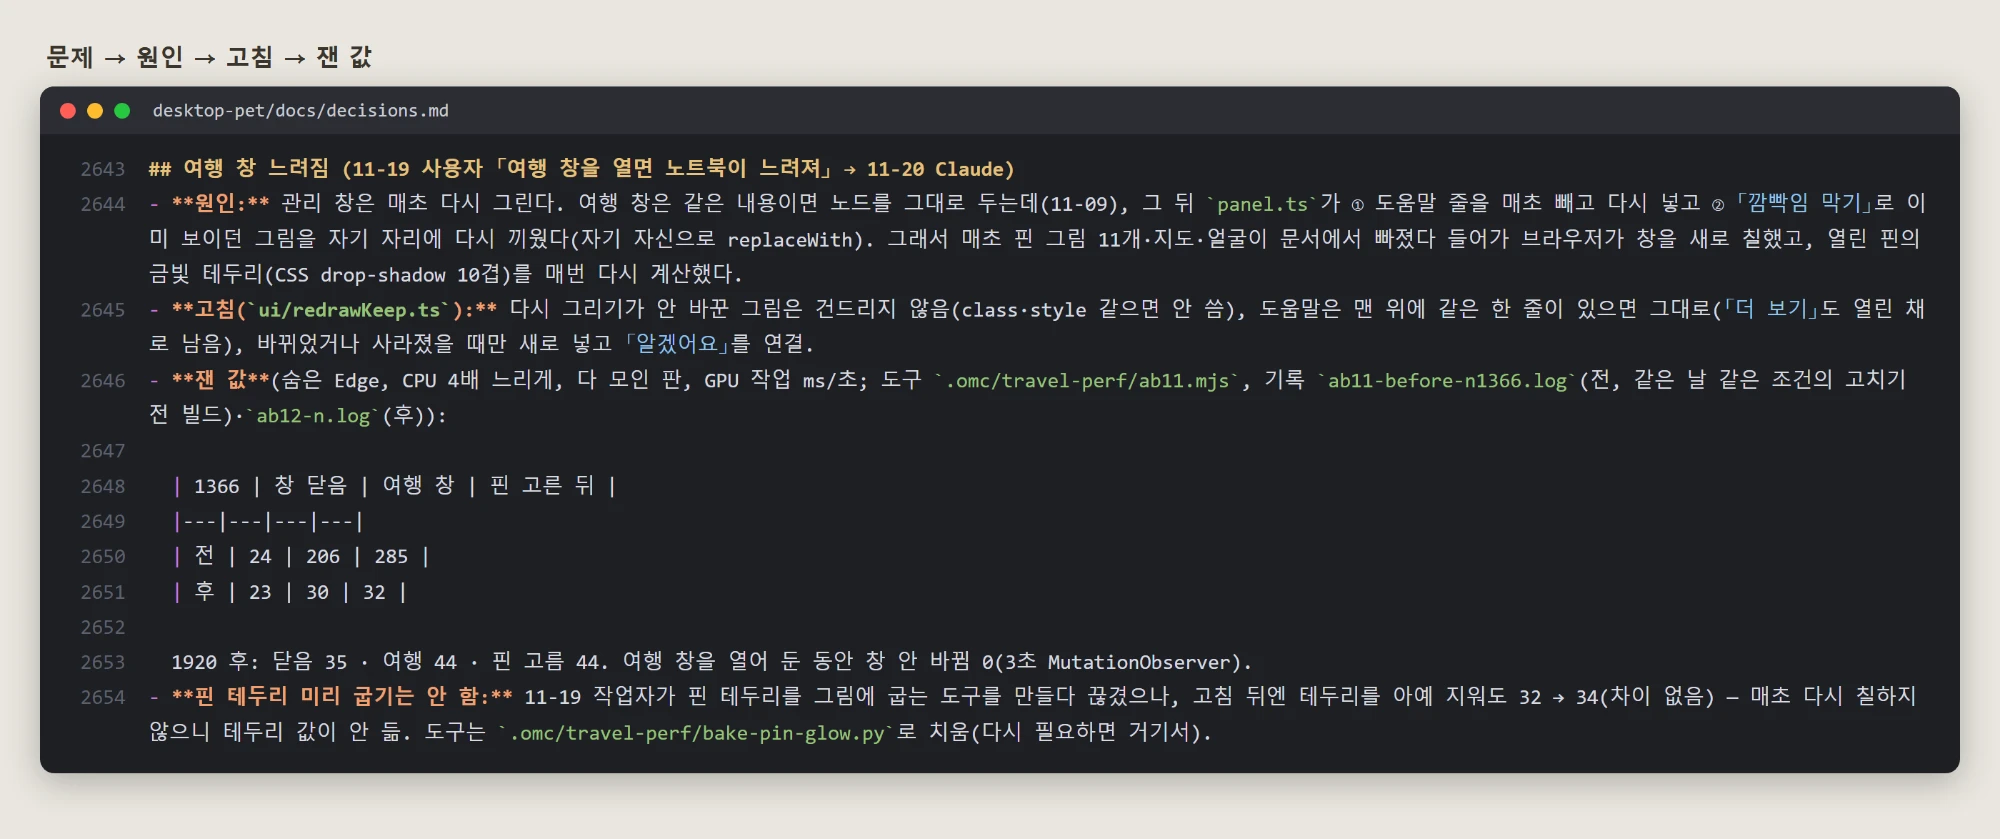 문제 → 원인 → 고침 → 잰 값
desktop-pet/docs/decisions.md
2643 ## 여행 창 느려짐 (11-19 사용자「여행 창을 열면 노트북이 느려져」→ 11-20 Claude)
2644 - **원인:** 관리 창은 매초 다시 그린다. 여행 창은 같은 내용이면 노드를 그대로 두는데(11-09), 그 뒤 `panel.ts`가 ① 도움말 줄을 매초 빼고 다시 넣고 ②「깜빡임 막기」로 이
미 보이던 그림을 자기 자리에 다시 끼웠다(자기 자신으로 replaceWith). 그래서 매초 핀 그림 11개·지도·얼굴이 문서에서 빠졌다 들어가 브라우저가 창을 새로 칠했고, 열린 핀의
금빛 테두리(CSS drop-shadow 10겹)를 매번 다시 계산했다.
2645 - **고침(`ui/redrawKeep.ts`):** 다시 그리기가 안 바꾼 그림은 건드리지 않음(class·style 같으면 안 씀), 도움말은 맨 위에 같은 한 줄이 있으면 그대로(「더 보기」도 열린 채
로 남음), 바뀌었거나 사라졌을 때만 새로 넣고「알겠어요」를 연결.
2646 - **잰 값**(숨은 Edge, CPU 4배 느리게, 다 모인 판, GPU 작업 ms/초; 도구 `.omc/travel-perf/ab11.mjs`, 기록 `ab11-before-n1366.log`(전, 같은 날 같은 조건의 고치기
전 빌드)·`ab12-n.log`(후)):
2647
2648 | 1366 | 창 닫음 | 여행 창 | 핀 고른 뒤 |
2649 |---|---|---|---|
2650 | 전 | 24 | 206 | 285 |
2651 | 후 | 23 | 30 | 32 |
2652
2653 1920 후: 닫음 35 · 여행 44 · 핀 고름 44. 여행 창을 열어 둔 동안 창 안 바뀜 0(3초 MutationObserver).
2654 - **핀 테두리 미리 굽기는 안 함:** 11-19 작업자가 핀 테두리를 그림에 굽는 도구를 만들다 끊겼으나, 고침 뒤엔 테두리를 아예 지워도 32 → 34(차이 없음) — 매초 다시 칠하지
않으니 테두리 값이 안 듦. 도구는 `.omc/travel-perf/bake-pin-glow.py`로 치움(다시 필요하면 거기서).